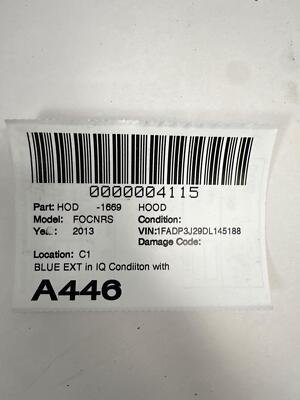 0000004115
Part: HOD -1669 HOOD
Model: FOCNRS Condition:
Year: 2013 VIN:1FADP3J29DL145188
Damage Code:
Location: C1
BLUE EXT in IQ Condiiton with
A446